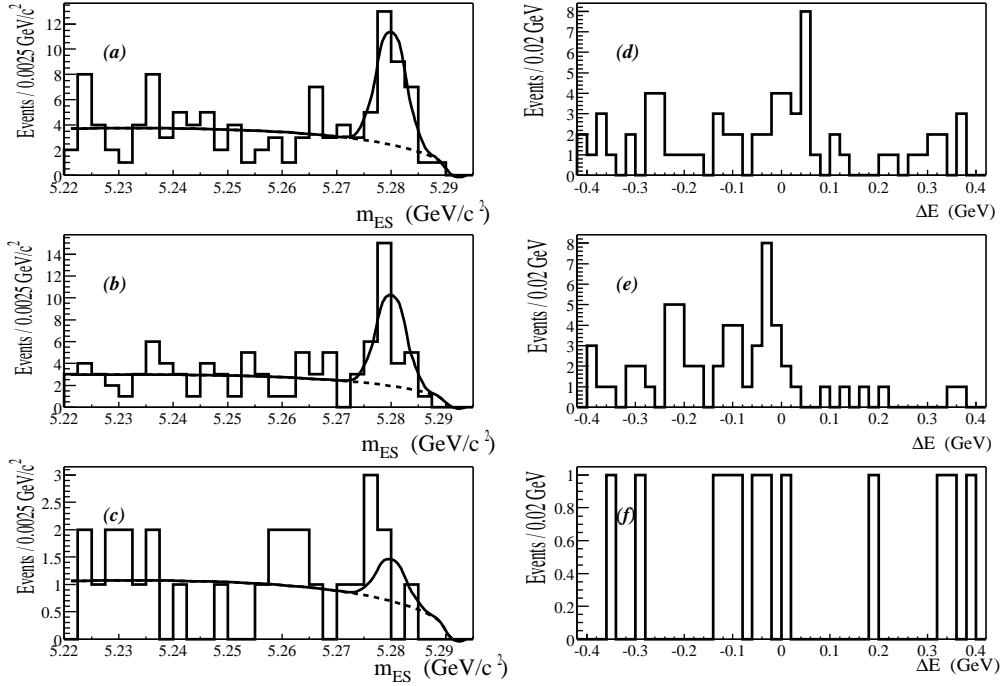 Events / 0.0025 GeV/c²
12
10
8
6
4
2
0
(a)
5.22 5.23 5.24 5.25 5.26 5.27 5.28 5.29
m_ES (GeV/c²)
Events / 0.02 GeV
8
7
6
5
4
3
2
1
0
(d)
-0.4 -0.3 -0.2 -0.1 0 0.1 0.2 0.3 0.4
ΔE (GeV)
Events / 0.0025 GeV/c²
14
12
10
8
6
4
2
0
(b)
5.22 5.23 5.24 5.25 5.26 5.27 5.28 5.29
m_ES (GeV/c²)
Events / 0.02 GeV
8
7
6
5
4
3
2
1
0
(e)
-0.4 -0.3 -0.2 -0.1 0 0.1 0.2 0.3 0.4
ΔE (GeV)
Events / 0.0025 GeV/c²
3
2.5
2
1.5
1
0.5
0
(c)
5.22 5.23 5.24 5.25 5.26 5.27 5.28 5.29
m_ES (GeV/c²)
Events / 0.02 GeV
1
0.8
0.6
0.4
0.2
0
(f)
-0.4 -0.3 -0.2 -0.1 0 0.1 0.2 0.3 0.4
ΔE (GeV)